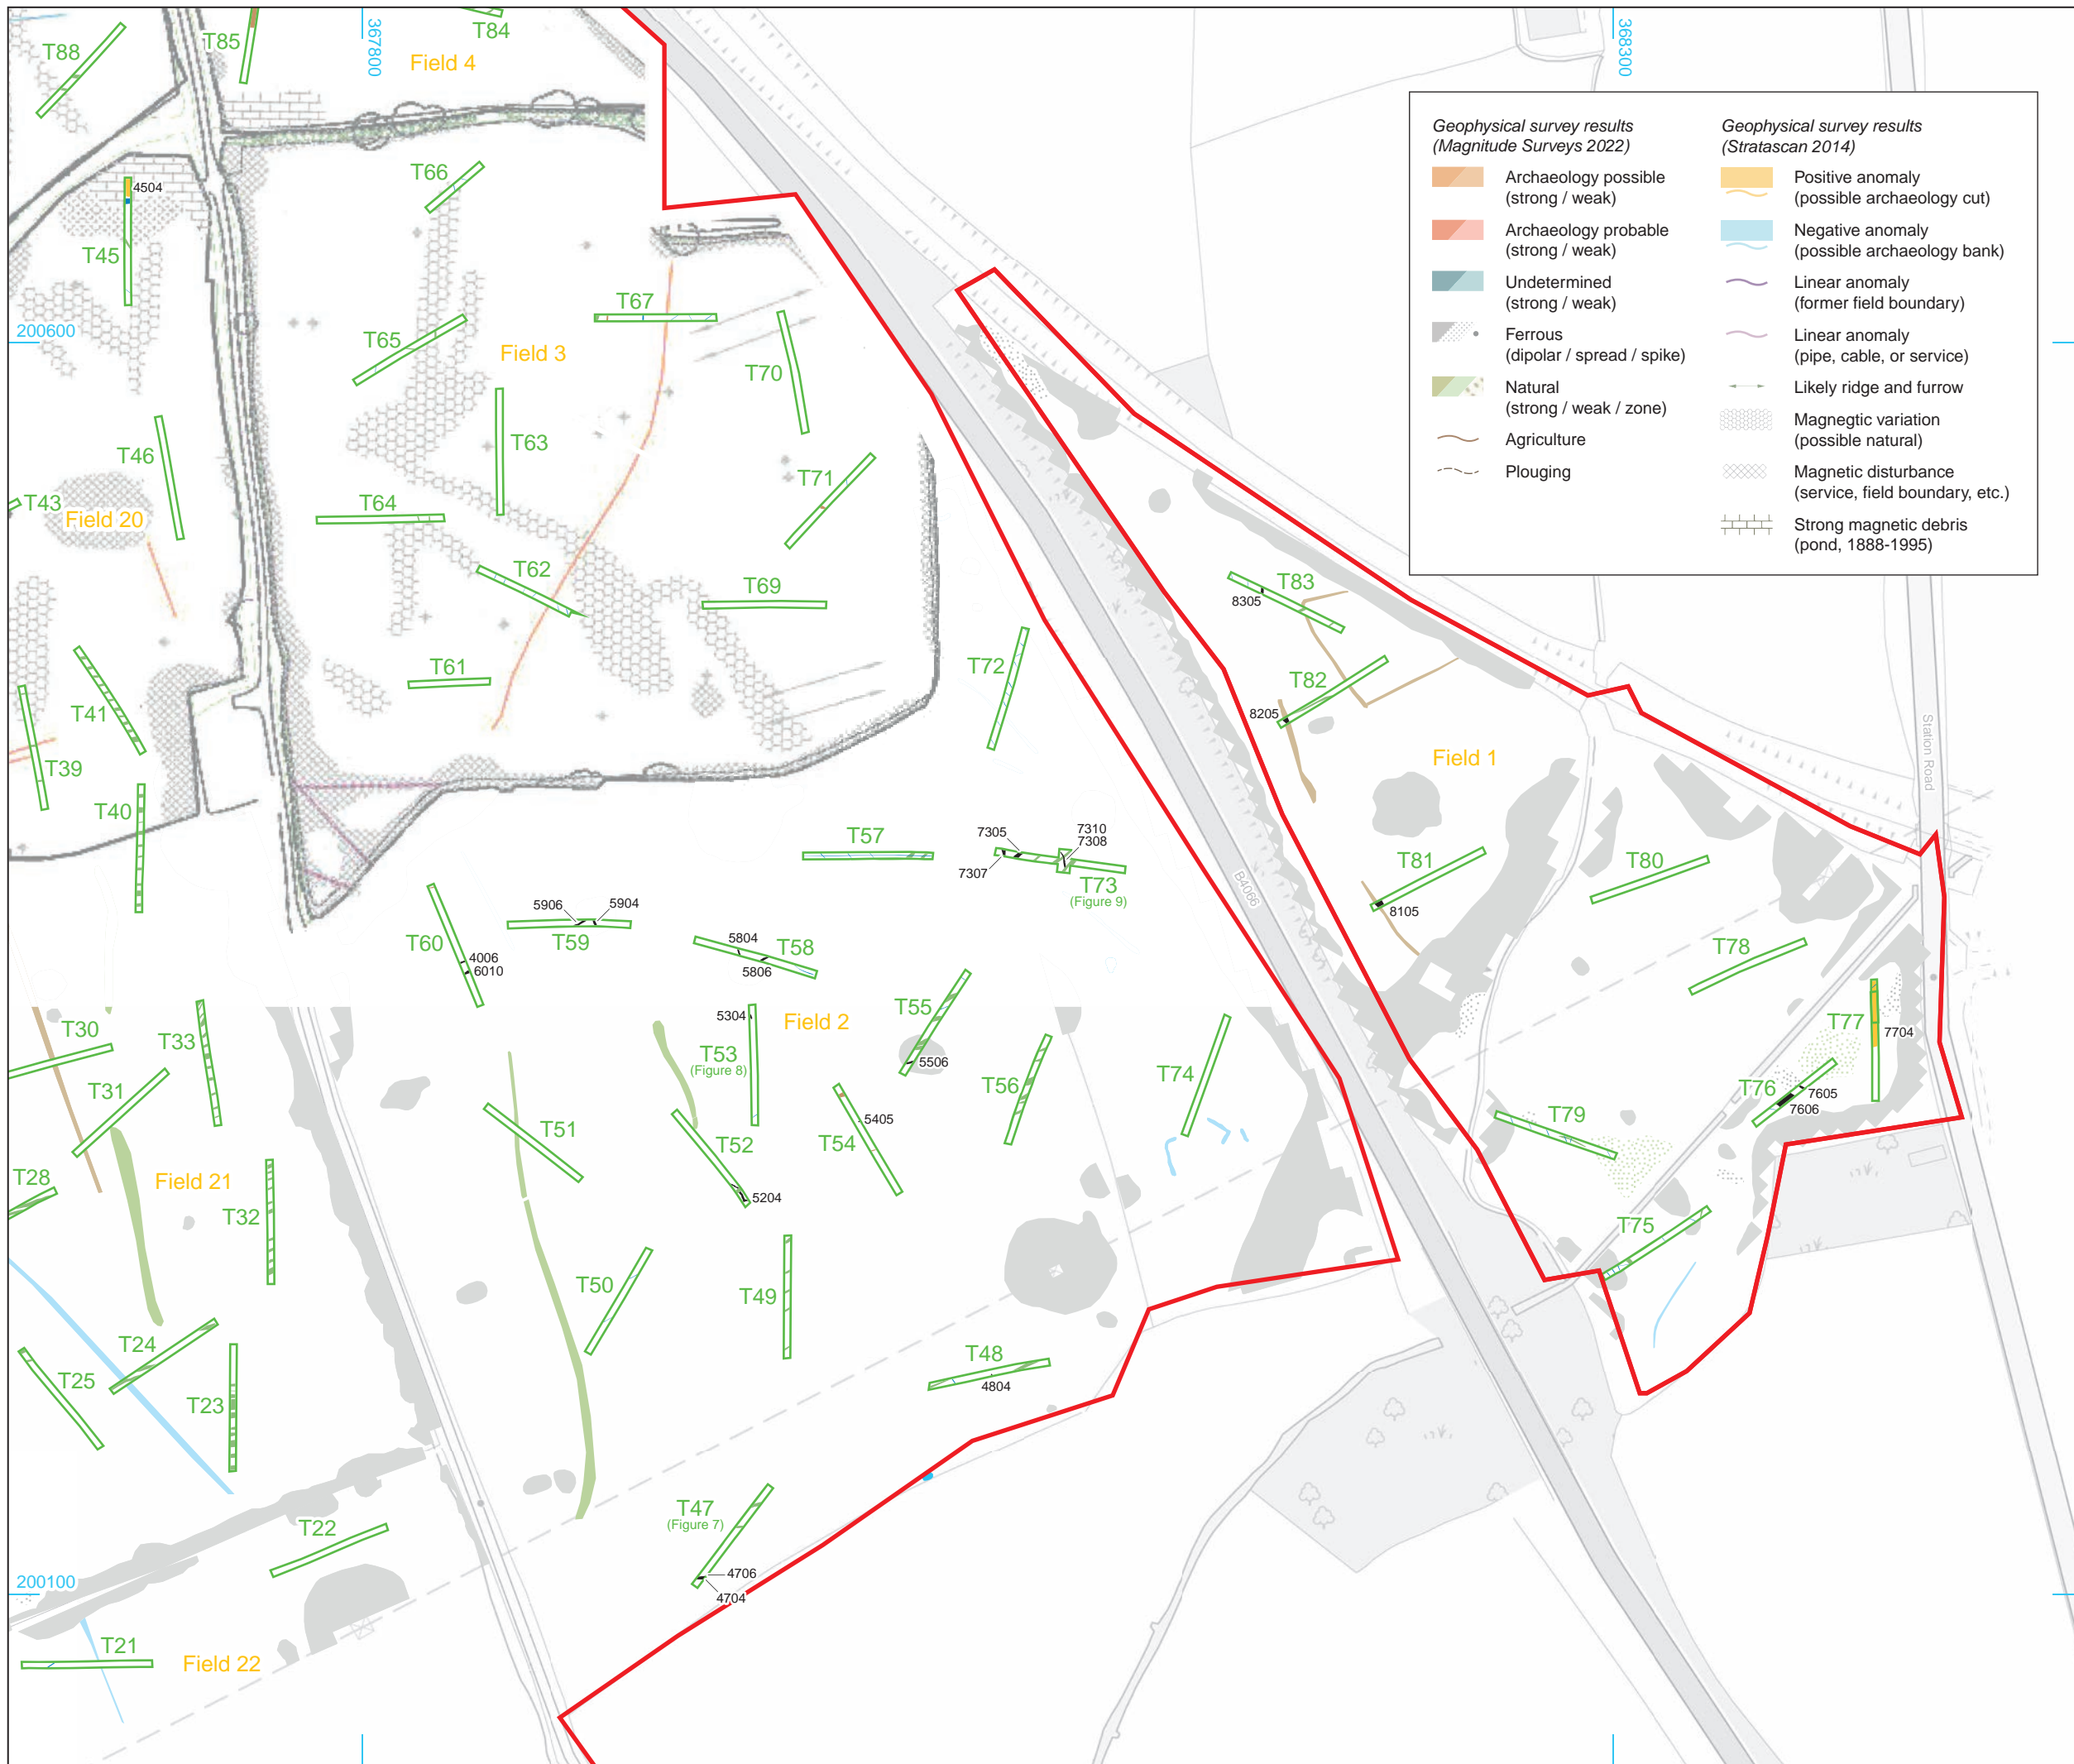 367800
368300
200600
200100
T88
T85
T84
Field 4
T66
4504
T45
T65
Field 3
T67
T70
T46
T63
T71
T43
Field 20
T64
T62
T69
T61
T41
T72
T39
T40
T57
7305
7307
7310
7308
T73
(Figure 9)
5906
5904
T59
T60
4006
6010
5804
T58
5806
5304
Field 2
T55
5506
T53
(Figure 8)
T56
T74
T30
T33
T31
T51
T52
T54
5405
5204
T28
Field 21
T32
T50
T49
T24
T25
T23
T48
4804
T22
T47
(Figure 7)
4706
4704
T21
Field 22
B4066
Station Road
T83
8305
T82
8205
Field 1
T81
8105
T80
T78
T77
7704
T76
7605
7606
T79
T75
Geophysical survey results
(Magnitude Surveys 2022)
Archaeology possible
(strong / weak)
Archaeology probable
(strong / weak)
Undetermined
(strong / weak)
Ferrous
(dipolar / spread / spike)
Natural
(strong / weak / zone)
Agriculture
Plouging
Geophysical survey results
(Stratascan 2014)
Positive anomaly
(possible archaeology cut)
Negative anomaly
(possible archaeology bank)
Linear anomaly
(former field boundary)
Linear anomaly
(pipe, cable, or service)
Likely ridge and furrow
Magnegtic variation
(possible natural)
Magnetic disturbance
(service, field boundary, etc.)
Strong magnetic debris
(pond, 1888-1995)